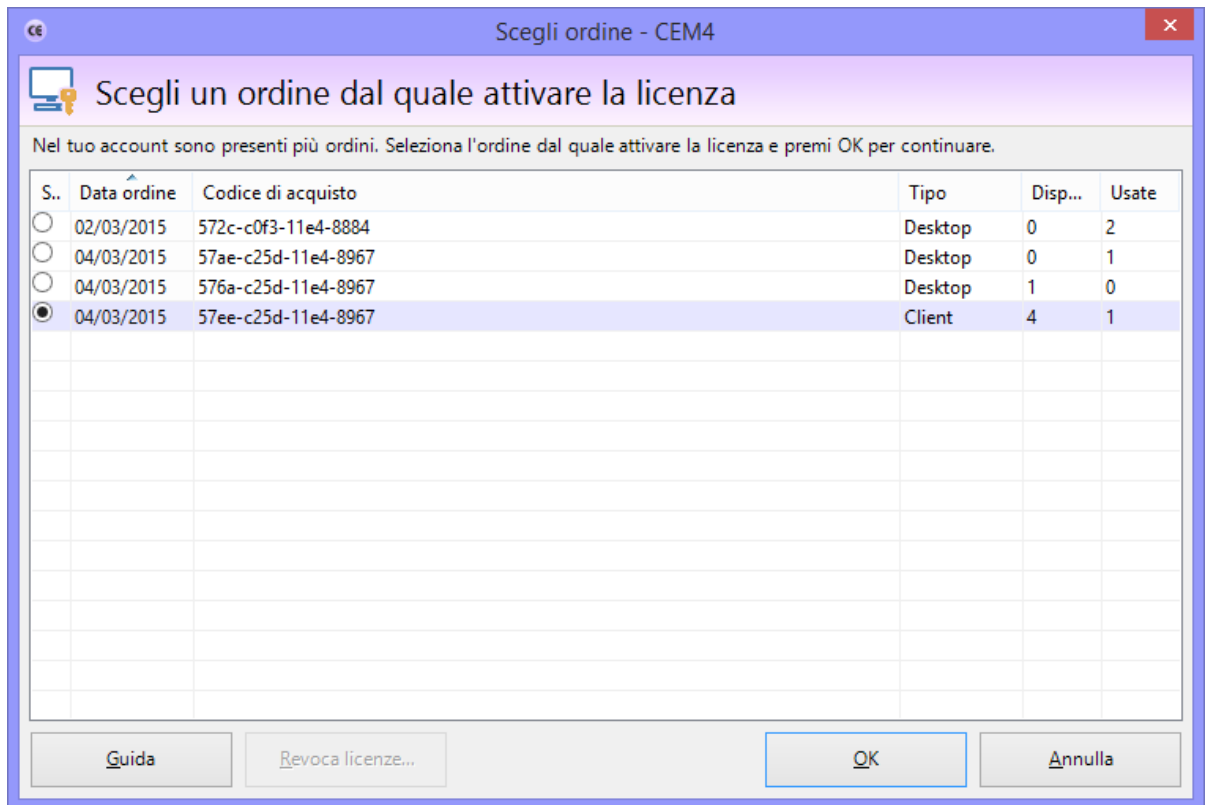 CE
Scegli ordine - CEM4
Scegli un ordine dal quale attivare la licenza
Nel tuo account sono presenti più ordini. Seleziona l'ordine dal quale attivare la licenza e premi OK per continuare.
S.. Data ordine Codice di acquisto Tipo Disp... Usate
02/03/2015 572c-c0f3-11e4-8884 Desktop 0 2
04/03/2015 57ae-c25d-11e4-8967 Desktop 0 1
04/03/2015 576a-c25d-11e4-8967 Desktop 1 0
04/03/2015 57ee-c25d-11e4-8967 Client 4 1
Guida Revoca licenze... OK Annulla